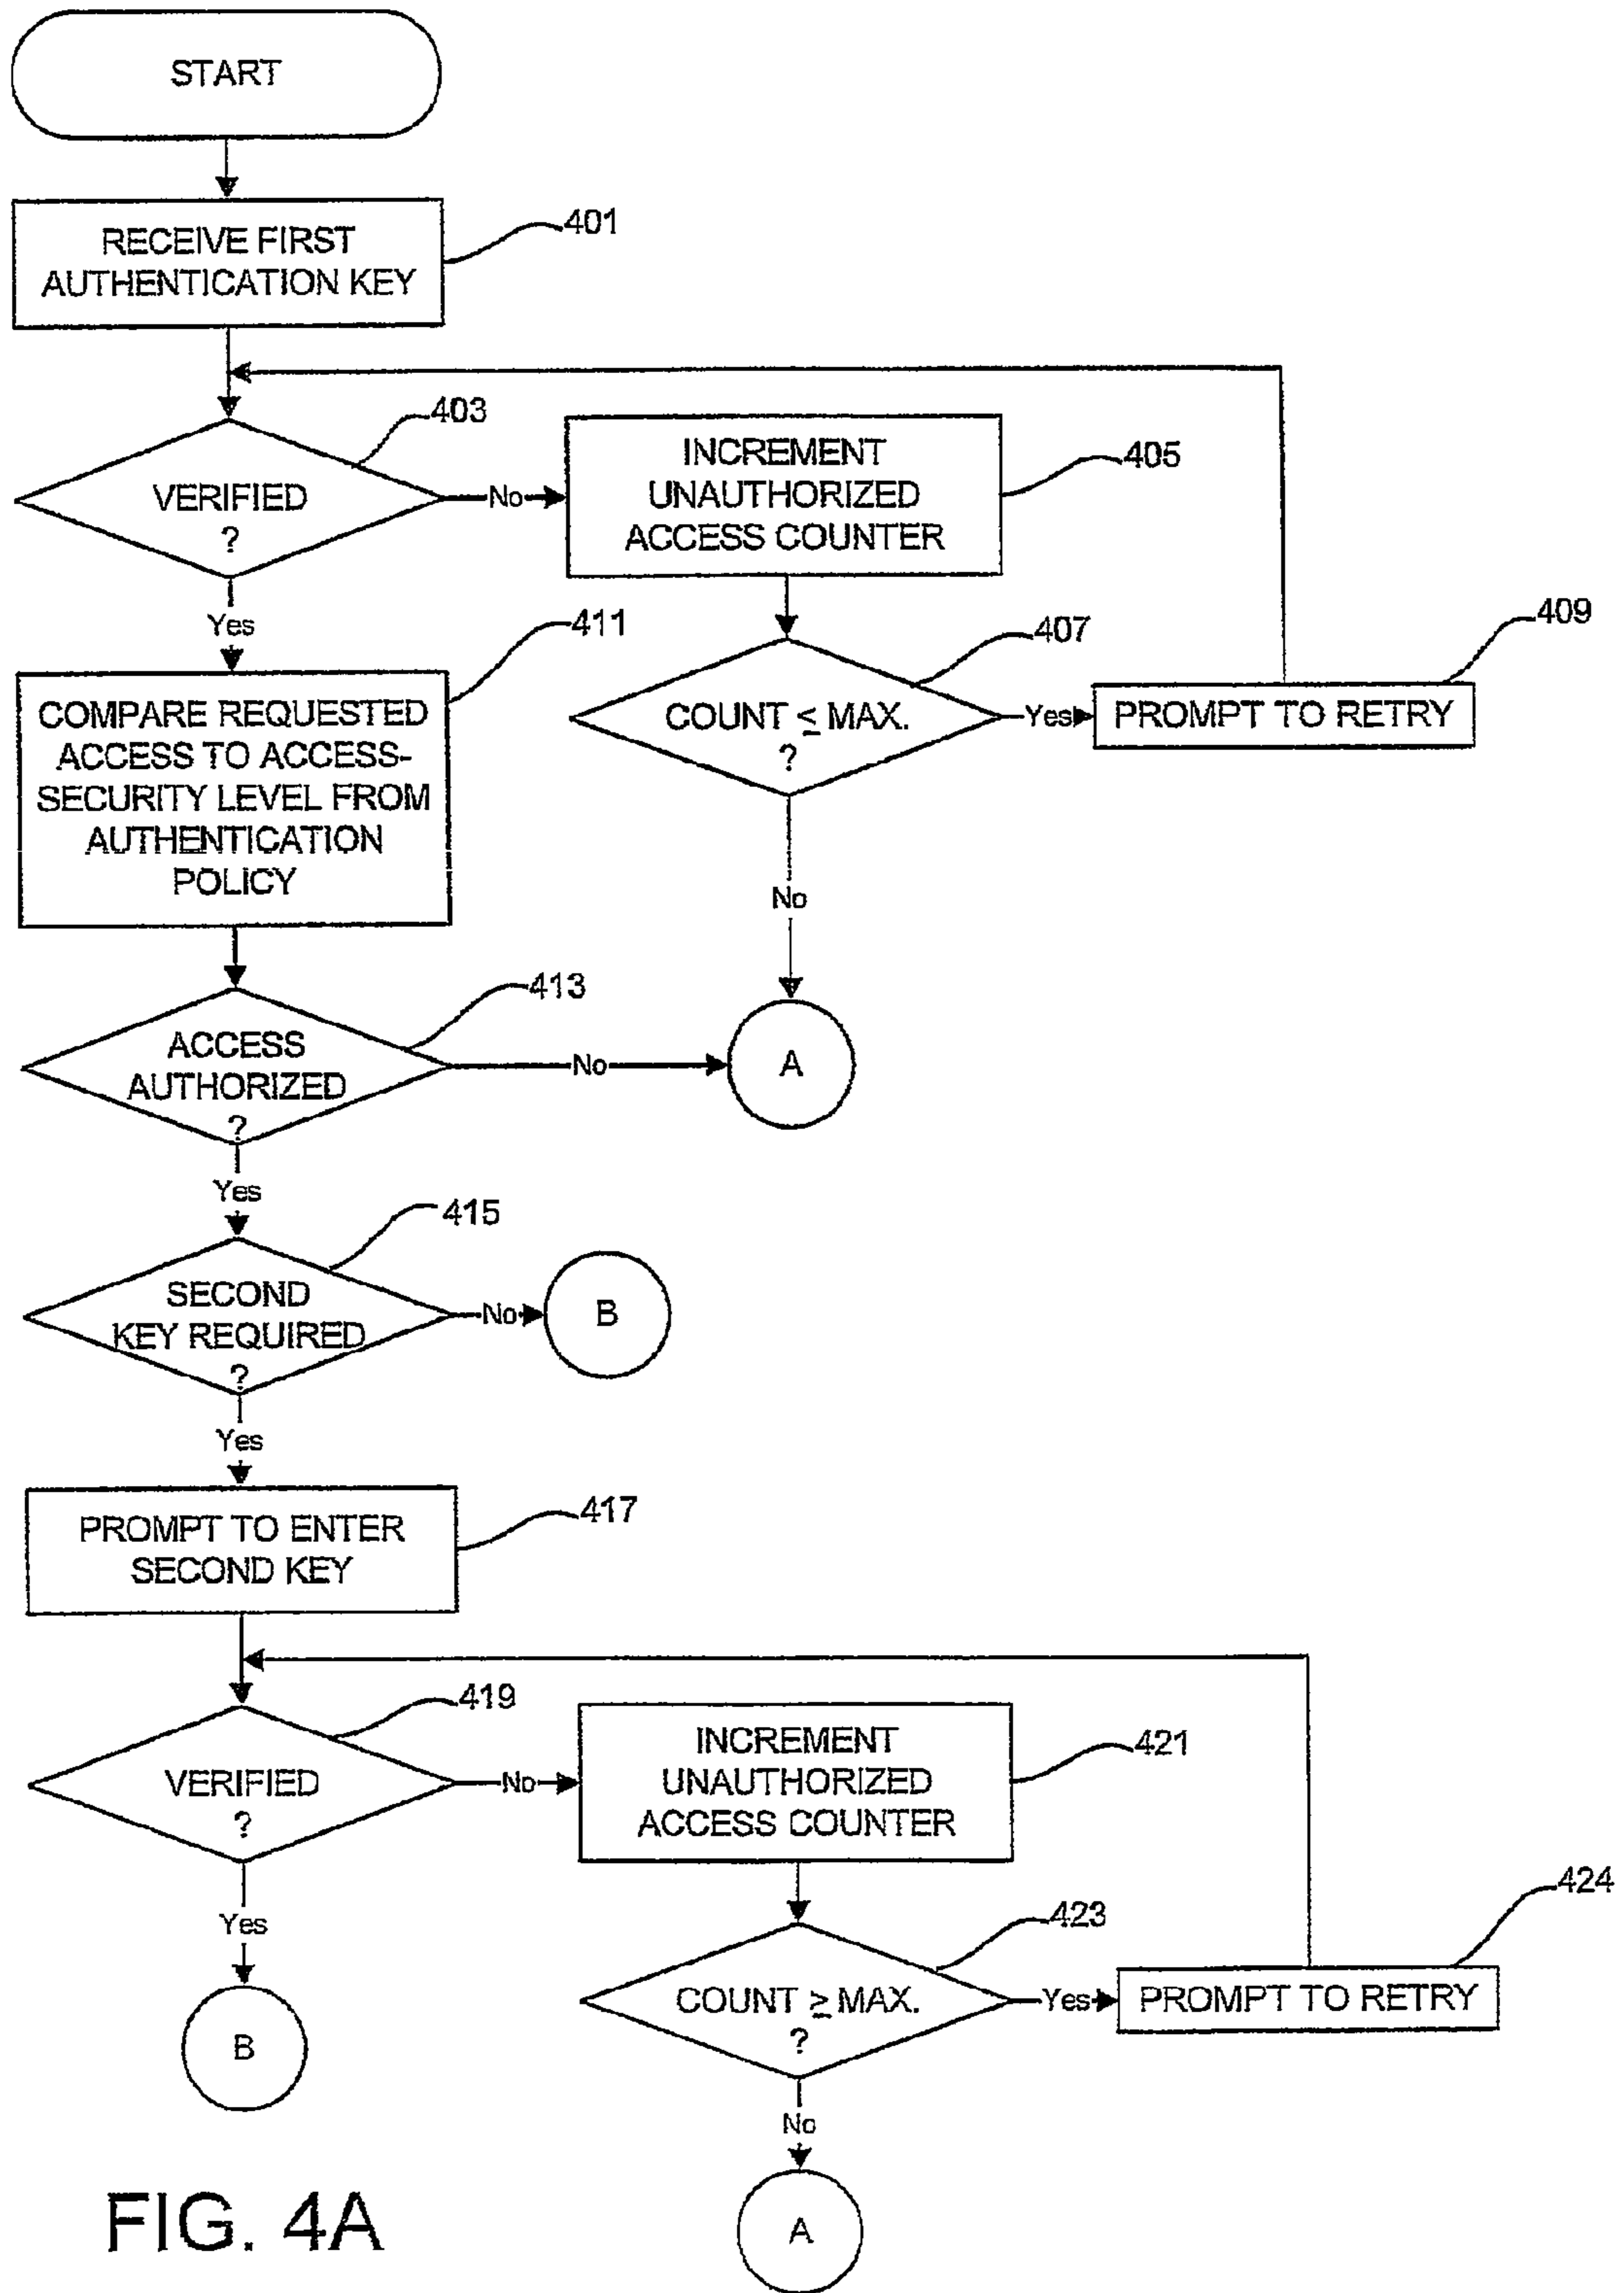 START
RECEIVE FIRST
AUTHENTICATION KEY
401
403
VERIFIED
?
No
INCREMENT
UNAUTHORIZED
ACCESS COUNTER
405
Yes
411
407
409
COMPARE REQUESTED
ACCESS TO ACCESS-
SECURITY LEVEL FROM
AUTHENTICATION
POLICY
COUNT ≤ MAX.
?
Yes
PROMPT TO RETRY
No
413
ACCESS
AUTHORIZED
?
No
A
Yes
415
SECOND
KEY REQUIRED
?
No
B
Yes
PROMPT TO ENTER
SECOND KEY
417
419
VERIFIED
?
No
INCREMENT
UNAUTHORIZED
ACCESS COUNTER
421
Yes
423
424
COUNT ≥ MAX.
?
Yes
PROMPT TO RETRY
B
No
A
FIG. 4A